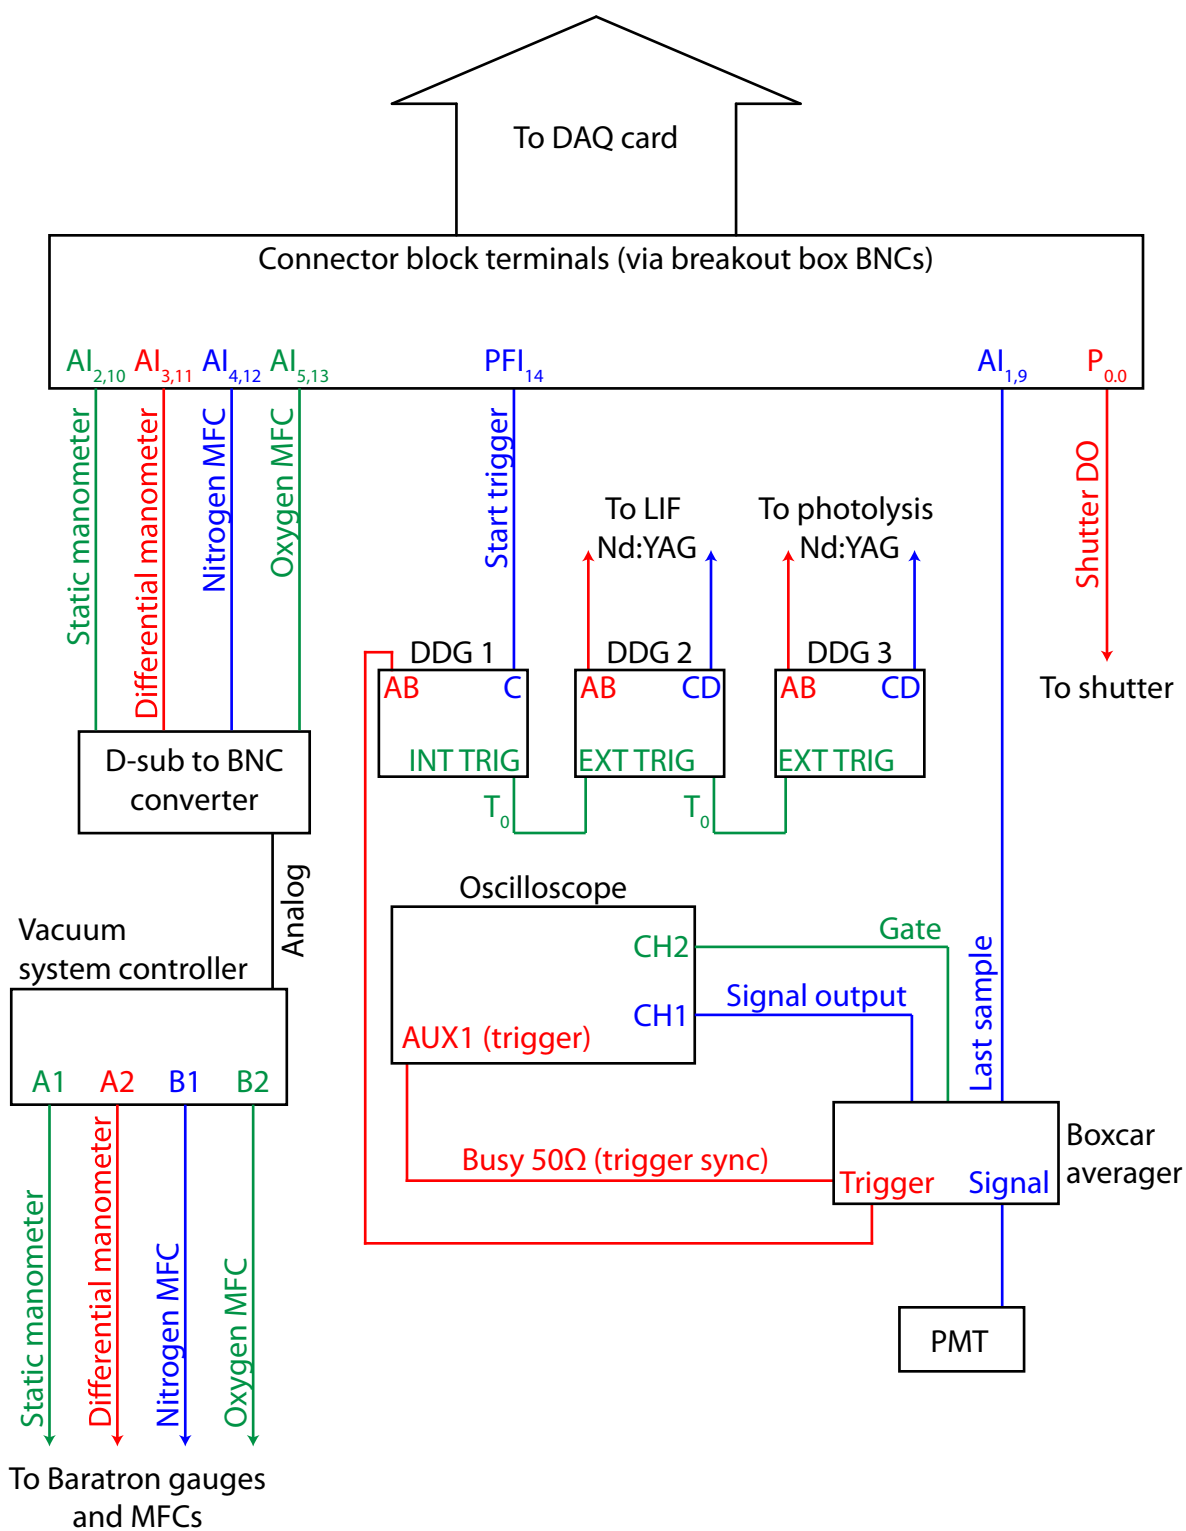 To DAQ card
Connector block terminals (via breakout box BNCs)
AI2,10 AI3,11 AI4,12 AI5,13 PFI14 AI1,9 P0.0
Static manometer
Differential manometer
Nitrogen MFC
Oxygen MFC
Start trigger
Shutter DO
To LIF
Nd:YAG
To photolysis
Nd:YAG
To shutter
DDG 1
AB C
INT TRIG
DDG 2
AB CD
EXT TRIG
DDG 3
AB CD
EXT TRIG
T0
T0
D-sub to BNC
converter
Analog
Vacuum
system controller
A1 A2 B1 B2
Static manometer
Differential manometer
Nitrogen MFC
Oxygen MFC
To Baratron gauges
and MFCs
Oscilloscope
CH2
CH1
AUX1 (trigger)
Gate
Signal output
Last sample
Busy 50Ω (trigger sync)
Boxcar
averager
Trigger Signal
PMT